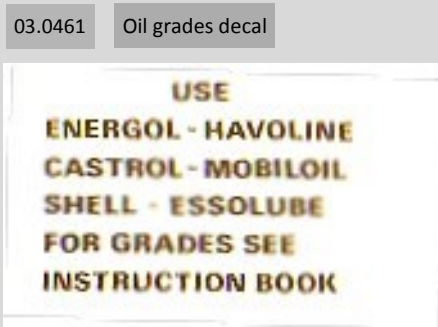 03.0461 Oil grades decal
USE
ENERGOL - HAVOLINE
CASTROL - MOBILOIL
SHELL - ESSOLUBE
FOR GRADES SEE
INSTRUCTION BOOK